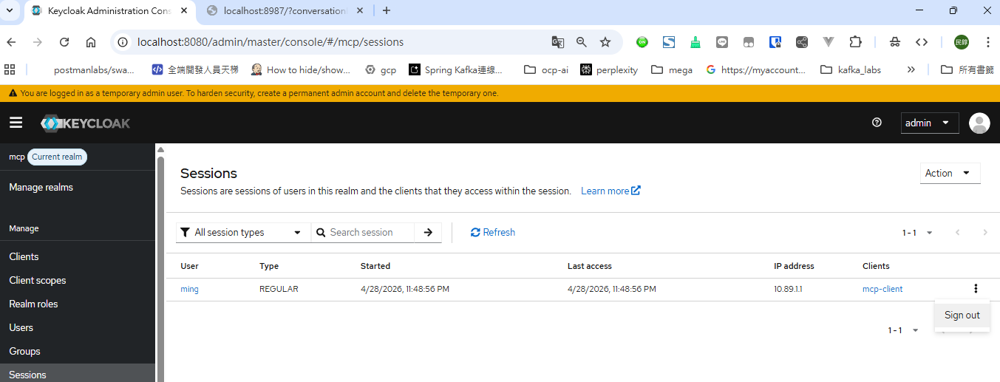 Keycloak Administration Cons
localhost:8987/?conversation
localhost:8080/admin/master/console/#/mcp/sessions
ON
民錞
postmanlabs/swa...
全端開發人員天梯
How to hide/show...
gcp
Spring Kafka連線...
ocp-ai
perplexity
mega
https://myaccount...
kafka_labs
所有書籤
You are logged in as a temporary admin user. To harden security, create a permanent admin account and delete the temporary one.
KEYCLOAK
admin
mcp Current realm
Manage realms
Manage
Clients
Client scopes
Realm roles
Users
Groups
Sessions
Sessions
Action
Sessions are sessions of users in this realm and the clients that they access within the session. Learn more
All session types
Search session
Refresh
1 - 1
User Type Started Last access IP address Clients
ming REGULAR 4/28/2026, 11:48:56 PM 4/28/2026, 11:48:56 PM 10.89.1.1 mcp-client
Sign out
1 - 1